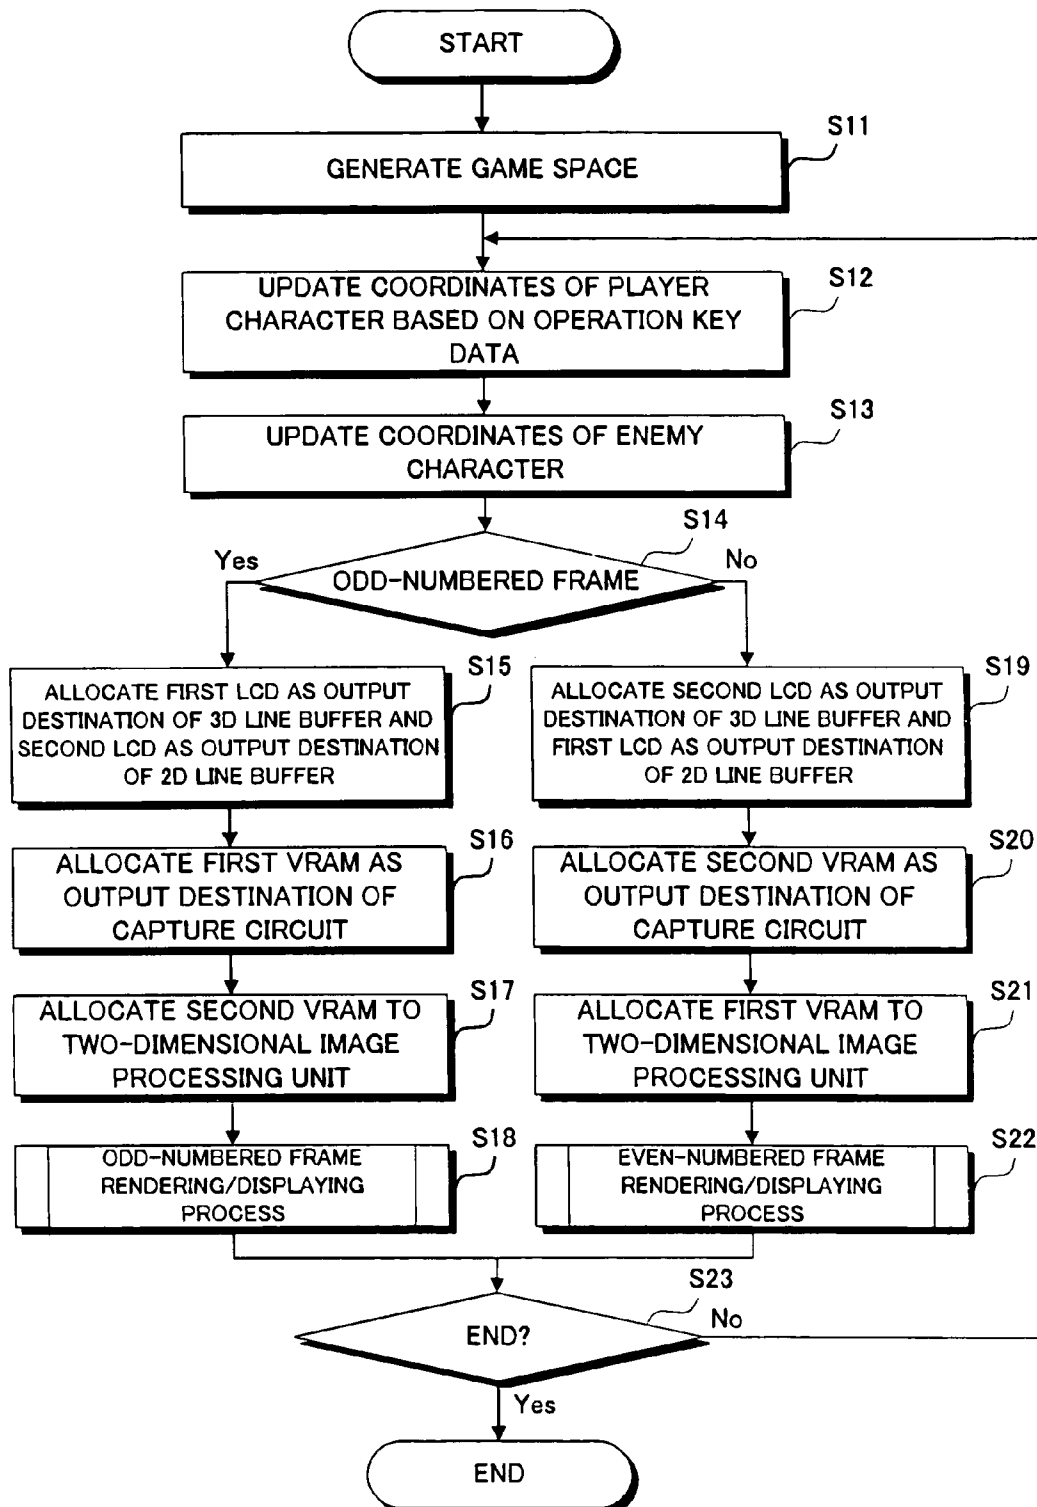 START
S11
GENERATE GAME SPACE
S12
UPDATE COORDINATES OF PLAYER
CHARACTER BASED ON OPERATION KEY
DATA
S13
UPDATE COORDINATES OF ENEMY
CHARACTER
S14
Yes
No
ODD-NUMBERED FRAME
S15
ALLOCATE FIRST LCD AS OUTPUT
DESTINATION OF 3D LINE BUFFER AND
SECOND LCD AS OUTPUT DESTINATION
OF 2D LINE BUFFER
S16
ALLOCATE FIRST VRAM AS
OUTPUT DESTINATION OF
CAPTURE CIRCUIT
S17
ALLOCATE SECOND VRAM TO
TWO-DIMENSIONAL IMAGE
PROCESSING UNIT
S18
ODD-NUMBERED FRAME
RENDERING/DISPLAYING
PROCESS
S19
ALLOCATE SECOND LCD AS OUTPUT
DESTINATION OF 3D LINE BUFFER AND
FIRST LCD AS OUTPUT DESTINATION
OF 2D LINE BUFFER
S20
ALLOCATE SECOND VRAM AS
OUTPUT DESTINATION OF
CAPTURE CIRCUIT
S21
ALLOCATE FIRST VRAM TO
TWO-DIMENSIONAL IMAGE
PROCESSING UNIT
S22
EVEN-NUMBERED FRAME
RENDERING/DISPLAYING
PROCESS
S23
END?
No
Yes
END